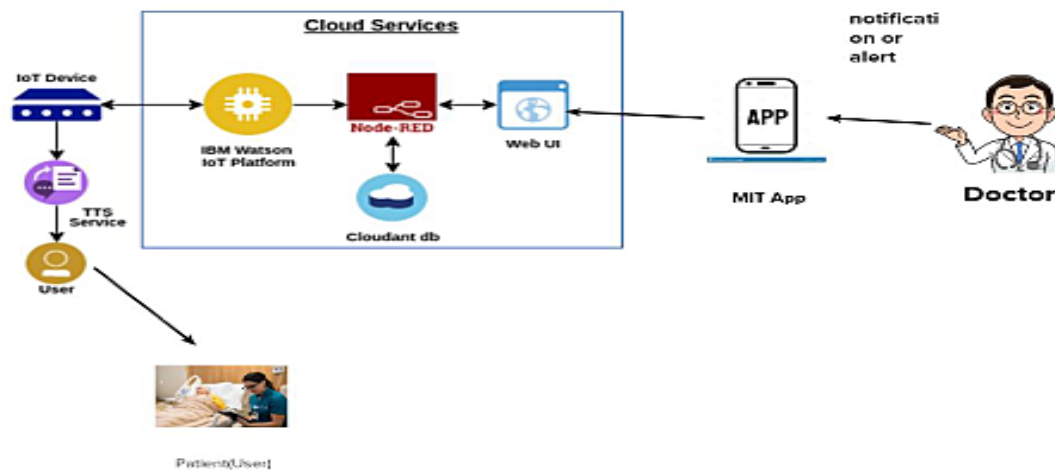 Cloud Services
notificati
on or
alert
IoT Device
APP
Node-RED
IBM Watson
IoT Platform
Web UI
MIT App
Doctor
TTS
Service
Cloudant db
User
Patient(User)